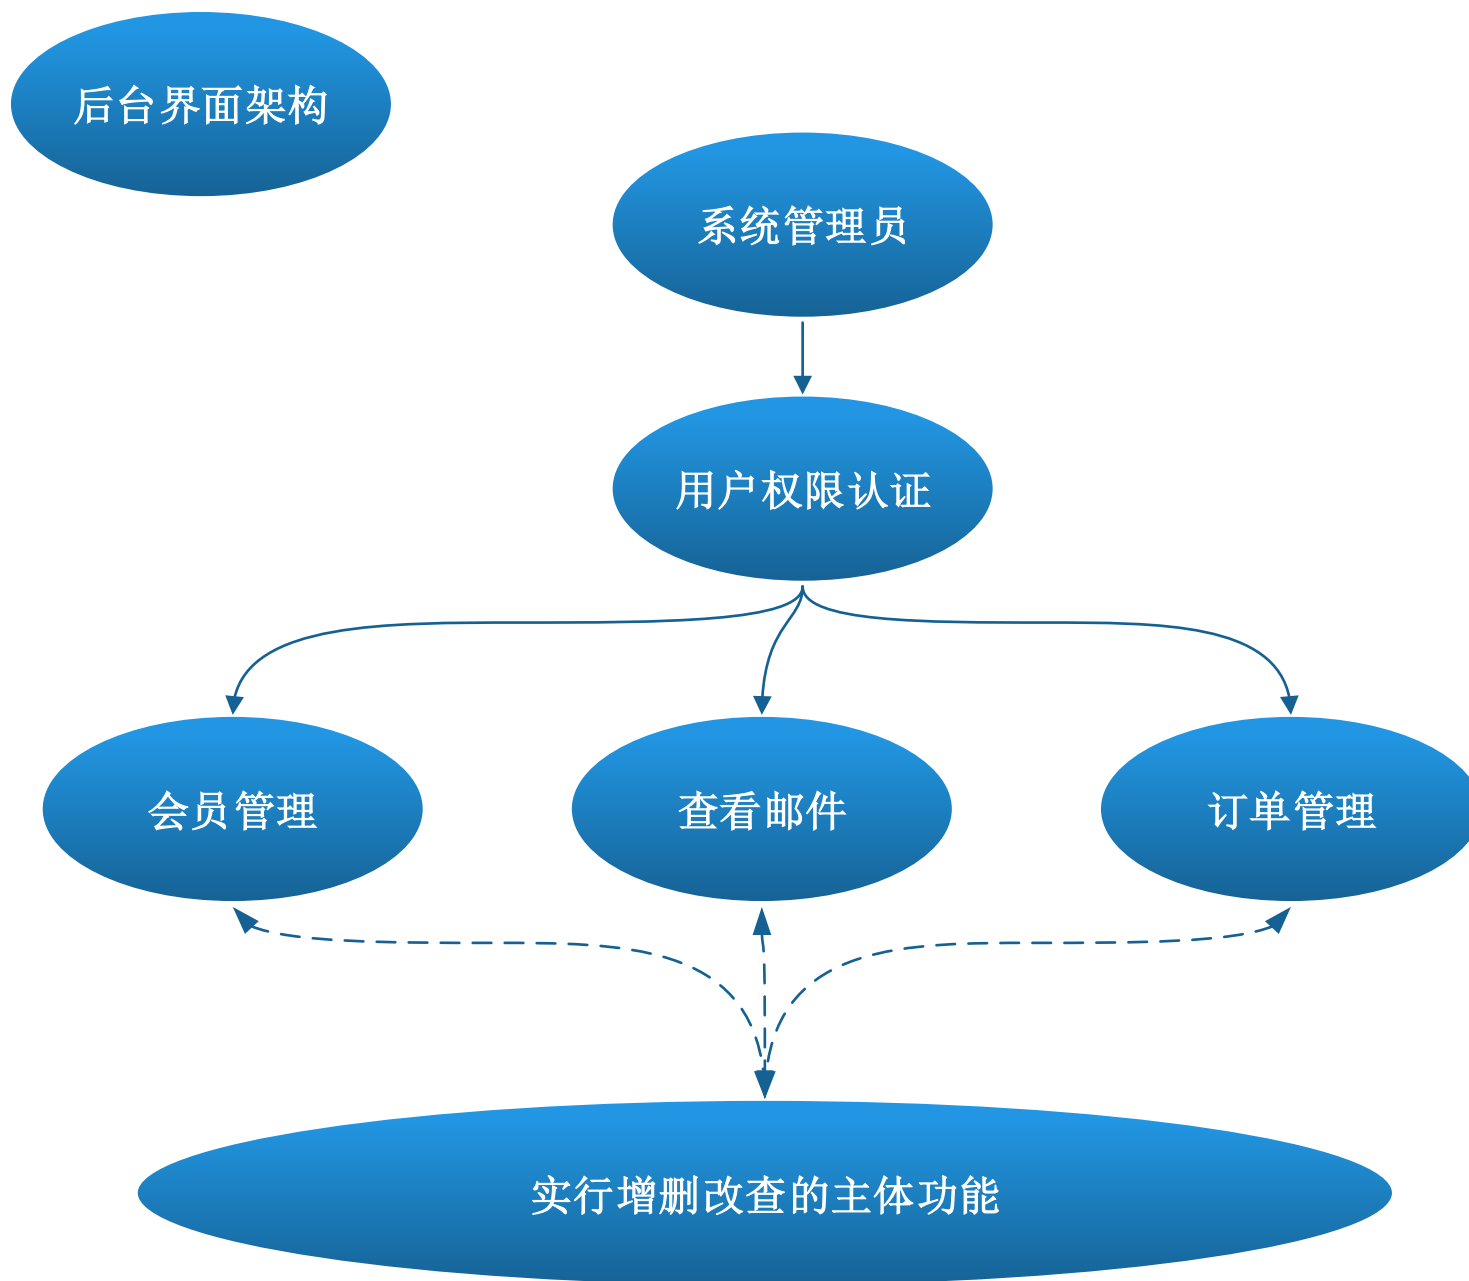 后台界面架构
系统管理员
用户权限认证
会员管理
查看邮件
订单管理
实行增删改查的主体功能